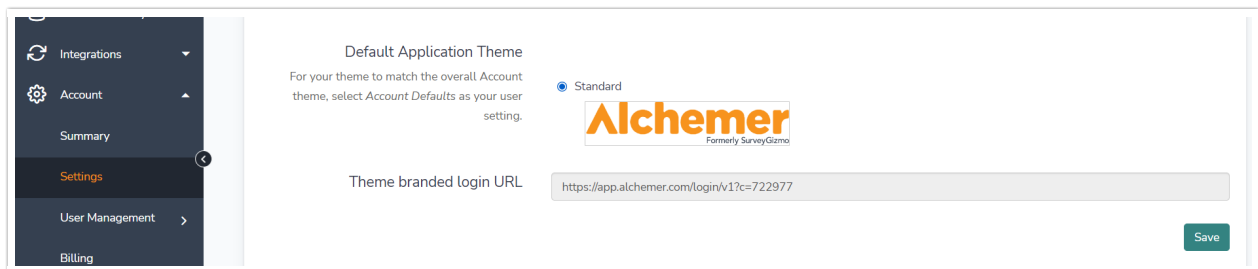 Integrations
Account
Summary
Settings
User Management
Billing
Default Application Theme
For your theme to match the overall Account
theme, select Account Defaults as your user
setting.
Standard
Alchemer
Formerly SurveyGizmo
Theme branded login URL
https://app.alchemer.com/login/v1?c=722977
Save